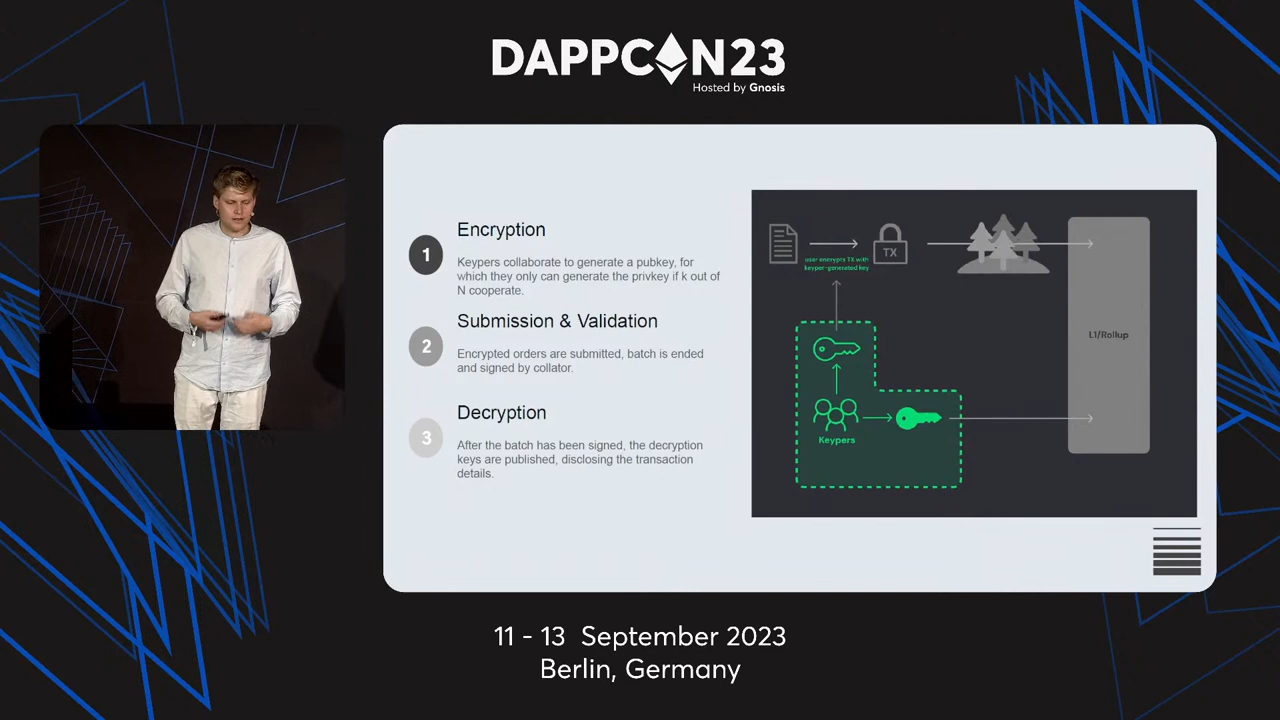 DAPPCON23
Hosted by Gnosis
1
Encryption
Keypers collaborate to generate a pubkey, for
which they only can generate the privkey if k out of
N cooperate.
2
Submission & Validation
Encrypted orders are submitted, batch is ended
and signed by collator.
3
Decryption
After the batch has been signed, the decryption
keys are published, disclosing the transaction
details.
TX
user encrypts TX with
keyper-generated key
L1/Rollup
Keypers
11 - 13 September 2023
Berlin, Germany